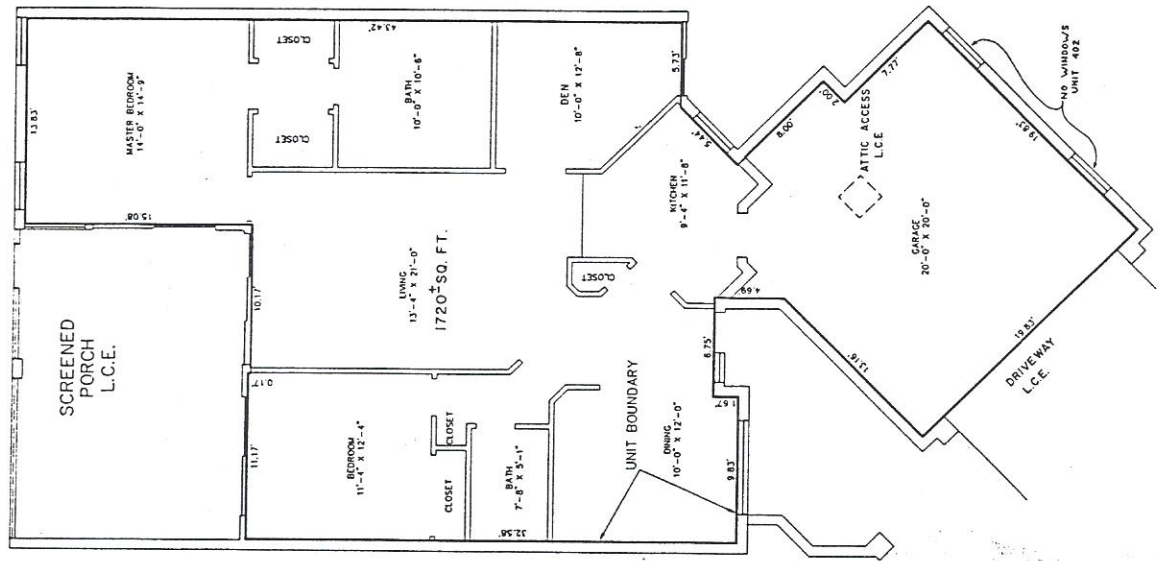 SCREENED
PORCH
L.C.E.
13.83'
MASTER BEDROOM
14'-0" X 14'-9"
15.08'
CLOSET
CLOSET
43.42'
BATH
10'-0" X 10'-6"
DEN
10'-0" X 12'-8"
5.73'
5.44'
KITCHEN
9'-4" X 11'-8"
CLOSET
10.17'
LIVING
13'-4" X 21'-0"
1720± SQ. FT.
0.17'
11.17'
BEDROOM
11'-4" X 12'-4"
CLOSET
CLOSET
BATH
7'-8" X 5'-1"
32.58'
UNIT BOUNDARY
DINING
10'-0" X 12'-0"
9.83'
1.67'
6.75'
4.69'
8.00'
2.00'
7.77'
ATTIC ACCESS
L.C.E
GARAGE
20'-0" X 20'-0"
19.83'
NO WINDOWS
UNIT 402
13.16'
19.83'
DRIVEWAY
L.C.E.